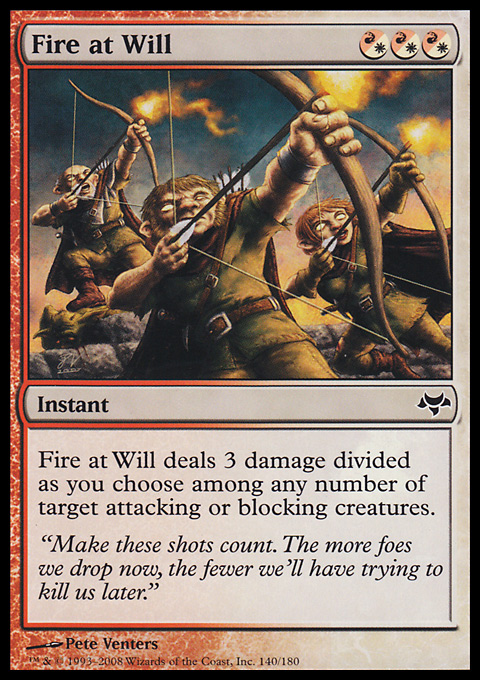 Fire at Will
Instant
Fire at Will deals 3 damage divided
as you choose among any number of
target attacking or blocking creatures.
“Make these shots count. The more foes
we drop now, the fewer we’ll have trying to
kill us later.”
Pete Venters
™ & © 1993–2008 Wizards of the Coast, Inc. 140/180